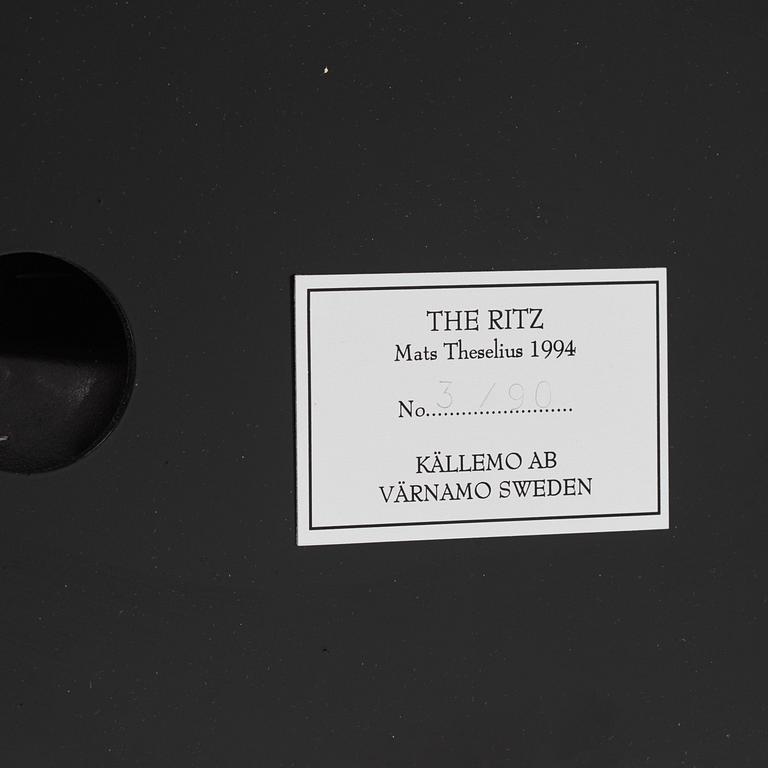 THE RITZ
Mats Theselius 1994
No. 3/90
KÄLLEMO AB
VÄRNAMO SWEDEN